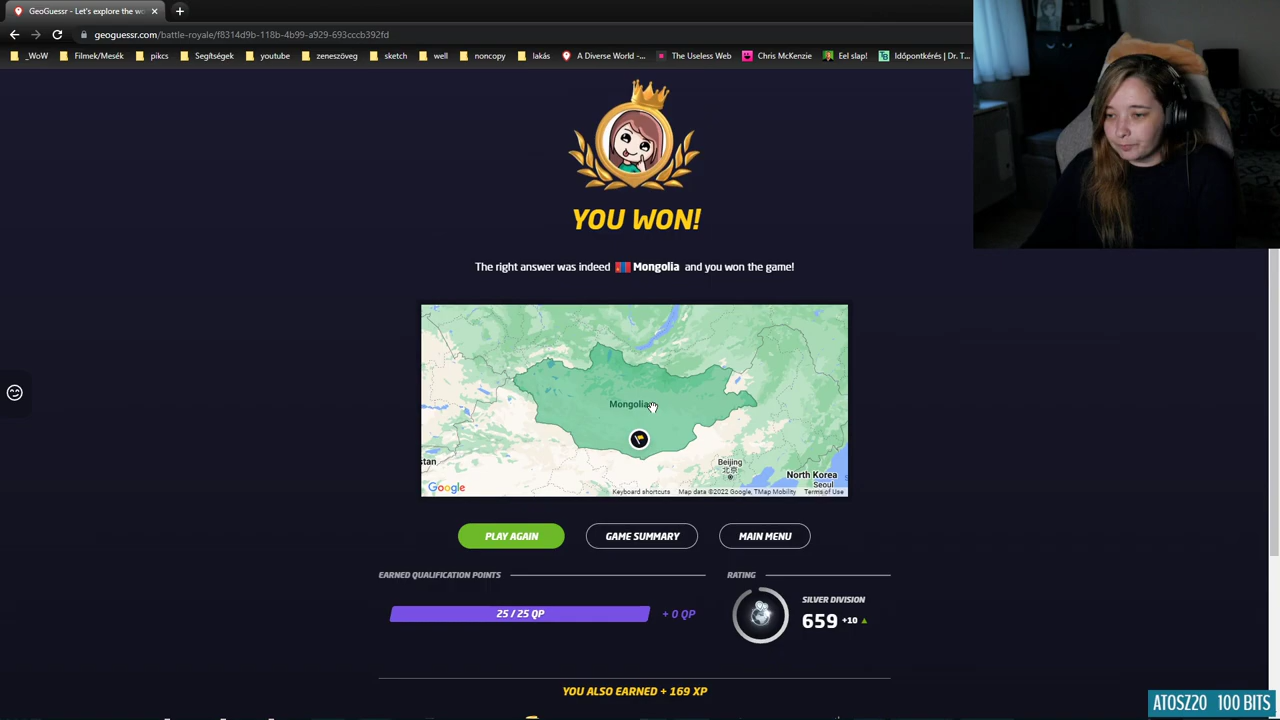 GeoGuessr - Let's explore the wo
geoguessr.com/battle-royale/f8314d9b-118b-4b99-a929-693cccb392fd
_WoW
Filmek/Mesék
pikcs
Segítségek
youtube
zeneszöveg
sketch
well
noncopy
lakás
A Diverse World -...
The Useless Web
Chris McKenzie
Eel slap!
Időpontkérés | Dr. T...
YOU WON!
The right answer was indeed Mongolia and you won the game!
Mongolia
stan
Beijing
北京
North Korea
Seoul
Google
Keyboard shortcuts
Map data ©2022 Google, TMap Mobility
Terms of Use
PLAY AGAIN
GAME SUMMARY
MAIN MENU
EARNED QUALIFICATION POINTS
RATING
25 / 25 QP
+ 0 QP
SILVER DIVISION
659 +10
YOU ALSO EARNED + 169 XP
ATOSZ20 100 BITS